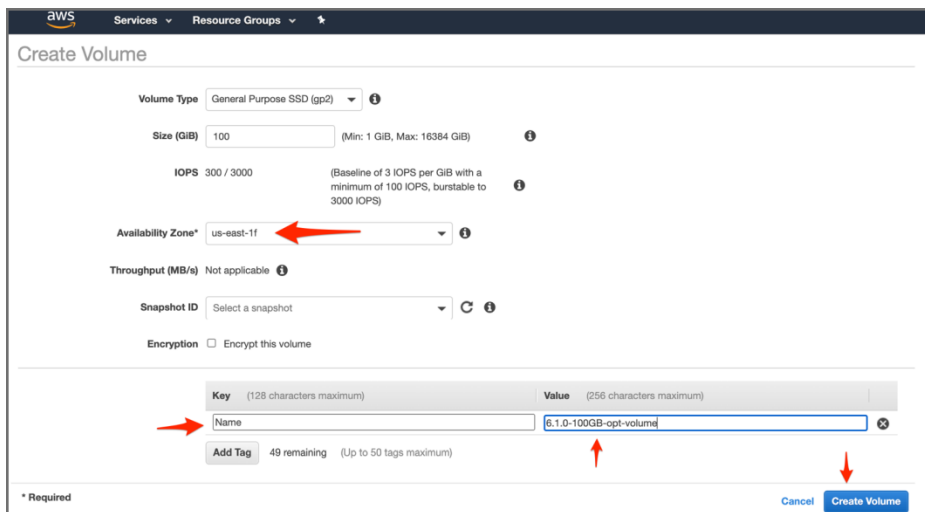 aws Services Resource Groups
Create Volume
Volume Type General Purpose SSD (gp2)
Size (GiB) 100 (Min: 1 GiB, Max: 16384 GiB)
IOPS 300 / 3000 (Baseline of 3 IOPS per GiB with a
minimum of 100 IOPS, burstable to
3000 IOPS)
Availability Zone* us-east-1f
Throughput (MB/s) Not applicable
Snapshot ID Select a snapshot
Encryption Encrypt this volume
Key (128 characters maximum) Value (256 characters maximum)
Name 6.1.0-100GB-opt-volume
Add Tag 49 remaining (Up to 50 tags maximum)
* Required Cancel Create Volume